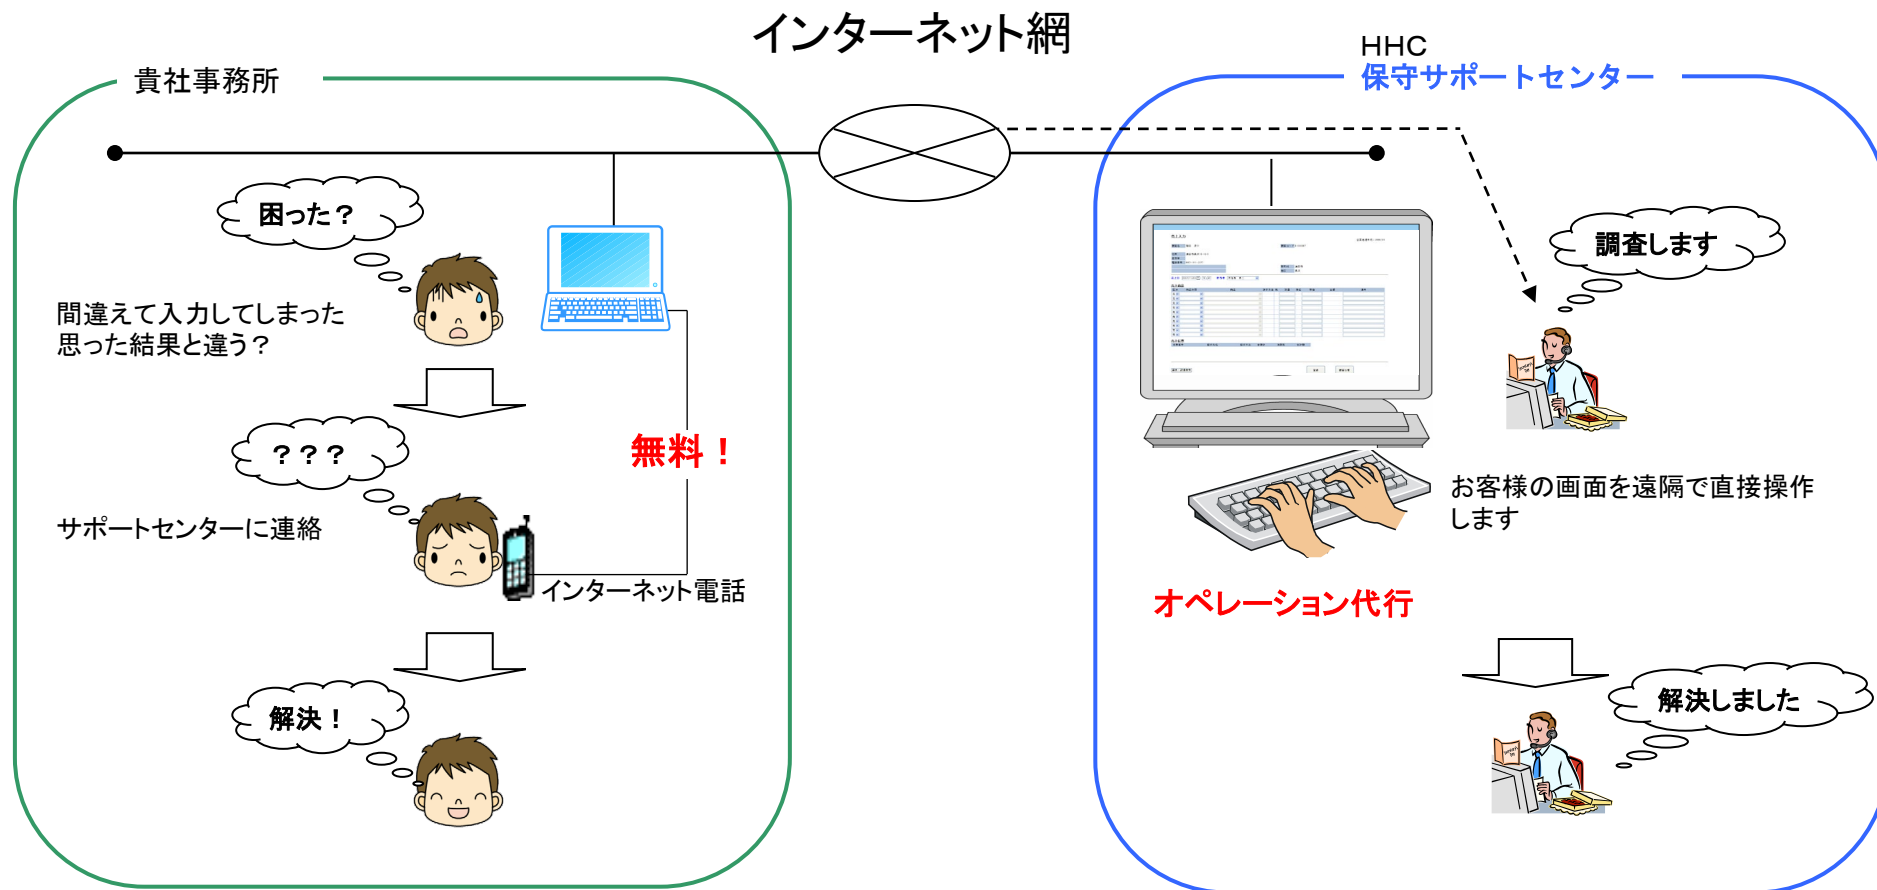 インターネット網
貴社事務所
HHC
保守サポートセンター
困った？
間違えて入力してしまった
思った結果と違う？
？？？
サポートセンターに連絡
無料！
インターネット電話
解決！
調査します
お客様の画面を遠隔で直接操作
します
オペレーション代行
解決しました